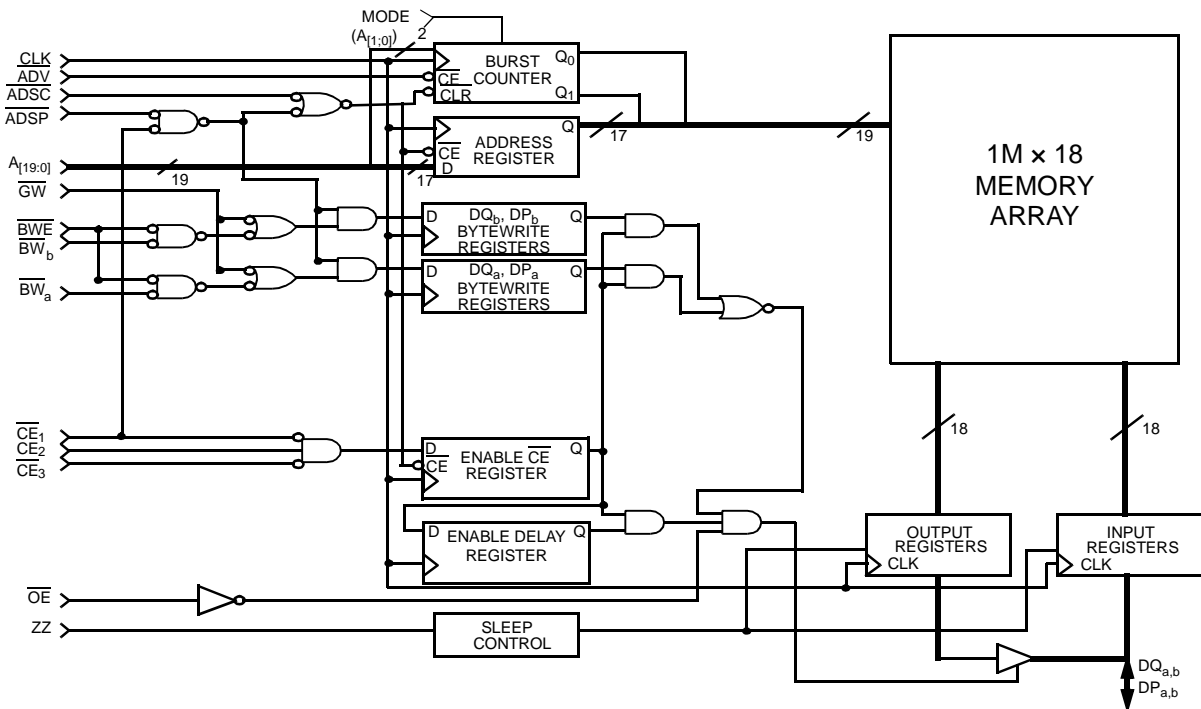 MODE
(A[1;0])
2
CLK
ADV
ADSC
ADSP
A[19:0]
19
GW
BWE
BWb
BWa
CE1
CE2
CE3
OE
ZZ
BURST
COUNTER
CE
CLR
Q0
Q1
ADDRESS
REGISTER
CE
D
Q
17
17
19
1M × 18
MEMORY
ARRAY
D
DQb, DPb
BYTEWRITE
REGISTERS
Q
D
DQa, DPa
BYTEWRITE
REGISTERS
Q
D
CE
ENABLE CE
REGISTER
Q
D
ENABLE DELAY
REGISTER
Q
SLEEP
CONTROL
18
18
OUTPUT
REGISTERS
CLK
INPUT
REGISTERS
CLK
DQa,b
DPa,b